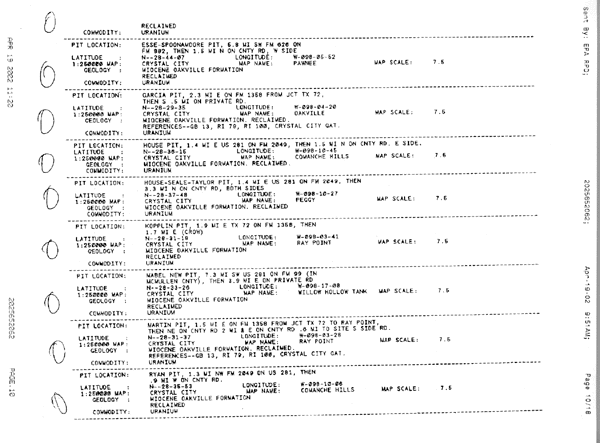 RECLAIMED
COMMODITY: URANIUM
PIT LOCATION: ESSE-SPOONAMOORE PIT, 5.8 MI SW FM 626 ON
FM 882, THEN 1.5 MI N ON CNTY RD, W SIDE
LATITUDE : N--28-44-07 LONGITUDE: W-098-05-52
1:250000 MAP: CRYSTAL CITY MAP NAME: PAWNEE MAP SCALE: 7.5
GEOLOGY : MIOCENE OAKVILLE FORMATION
RECLAIMED
COMMODITY: URANIUM
PIT LOCATION: GARCIA PIT, 2.3 MI E ON FM 1358 FROM JCT TX 72,
THEN S .5 MI ON PRIVATE RD.
LATITUDE : N--28-29-35 LONGITUDE: W-098-04-20
1:250000 MAP: CRYSTAL CITY MAP NAME: OAKVILLE MAP SCALE: 7.5
GEOLOGY : MIOCENE OAKVILLE FORMATION. RECLAIMED.
REFERENCES--GB 13, RI 79, RI 100, CRYSTAL CITY GAT.
COMMODITY: URANIUM
PIT LOCATION: HOUSE PIT, 1.4 MI E US 281 ON FM 2049, THEN 1.5 MI N ON CNTY RD. E SIDE.
LATITUDE : N--28-38-16 LONGITUDE: W-098-10-45
1:250000 MAP: CRYSTAL CITY MAP NAME: COMANCHE HILLS MAP SCALE: 7.5
GEOLOGY : MIOCENE OAKVILLE FORMATION. RECLAIMED
COMMODITY: URANIUM
PIT LOCATION: HOUSE-SEALE-TAYLOR PIT, 1.4 MI E US 281 ON FM 2049, THEN
3.3 MI N ON CNTY RD, BOTH SIDES
LATITUDE : N--28-37-48 LONGITUDE: W-098-10-27
1:250000 MAP: CRYSTAL CITY MAP NAME: PEGGY MAP SCALE: 7.5
GEOLOGY : MIOCENE OAKVILLE FORMATION. RECLAIMED
COMMODITY: URANIUM
PIT LOCATION: KOPPLIN PIT, 1.9 MI E TX 72 ON FM 1358, THEN
1.7 MI E (CROW)
LATITUDE : N--28-31-16 LONGITUDE: W-098-03-41
1:250000 MAP: CRYSTAL CITY MAP NAME: RAY POINT MAP SCALE: 7.5
GEOLOGY : MIOCENE OAKVILLE FORMATION
RECLAIMED
COMMODITY: URANIUM
PIT LOCATION: MABEL NEW PIT, 7.3 MI SW US 281 ON FM 99 (IN
MCMULLEN CNTY), THEN 3.9 MI E ON PRIVATE RD
LATITUDE : N--28-23-26 LONGITUDE: W-098-17-08
1:250000 MAP: CRYSTAL CITY MAP NAME: WILLOW HOLLOW TANK MAP SCALE: 7.5
GEOLOGY : MIOCENE OAKVILLE FORMATION
RECLAIMED
COMMODITY: URANIUM
PIT LOCATION: MARTIN PIT, 1.5 MI E ON FM 1358 FROM JCT TX 72 TO RAY POINT,
THEN NE ON CNTY RD 2 MI & E ON CNTY RD .6 MI TO SITE S SIDE RD.
LATITUDE : N--28-31-37 LONGITUDE: W-098-03-28
1:250000 MAP: CRYSTAL CITY MAP NAME: RAY POINT MAP SCALE: 7.5
GEOLOGY : MIOCENE OAKVILLE FORMATION. RECLAIMED.
REFERENCES--GB 13, RI 79, RI 100, CRYSTAL CITY GAT.
COMMODITY: URANIUM
PIT LOCATION: RYAN PIT, 1.3 MI NW FM 2049 ON US 281, THEN
.9 MI W ON CNTY RD.
LATITUDE : N--28-35-53 LONGITUDE: W-098-10-06
1:250000 MAP: CRYSTAL CITY MAP NAME: COMANCHE HILLS MAP SCALE: 7.5
GEOLOGY : MIOCENE OAKVILLE FORMATION
RECLAIMED
COMMODITY: URANIUM
APR 19 2002 11:22
2025652062
PAGE.10
Sent By: EPA RPI;
2025652062;
Apr-19-02 9:51AM;
Page 10/18